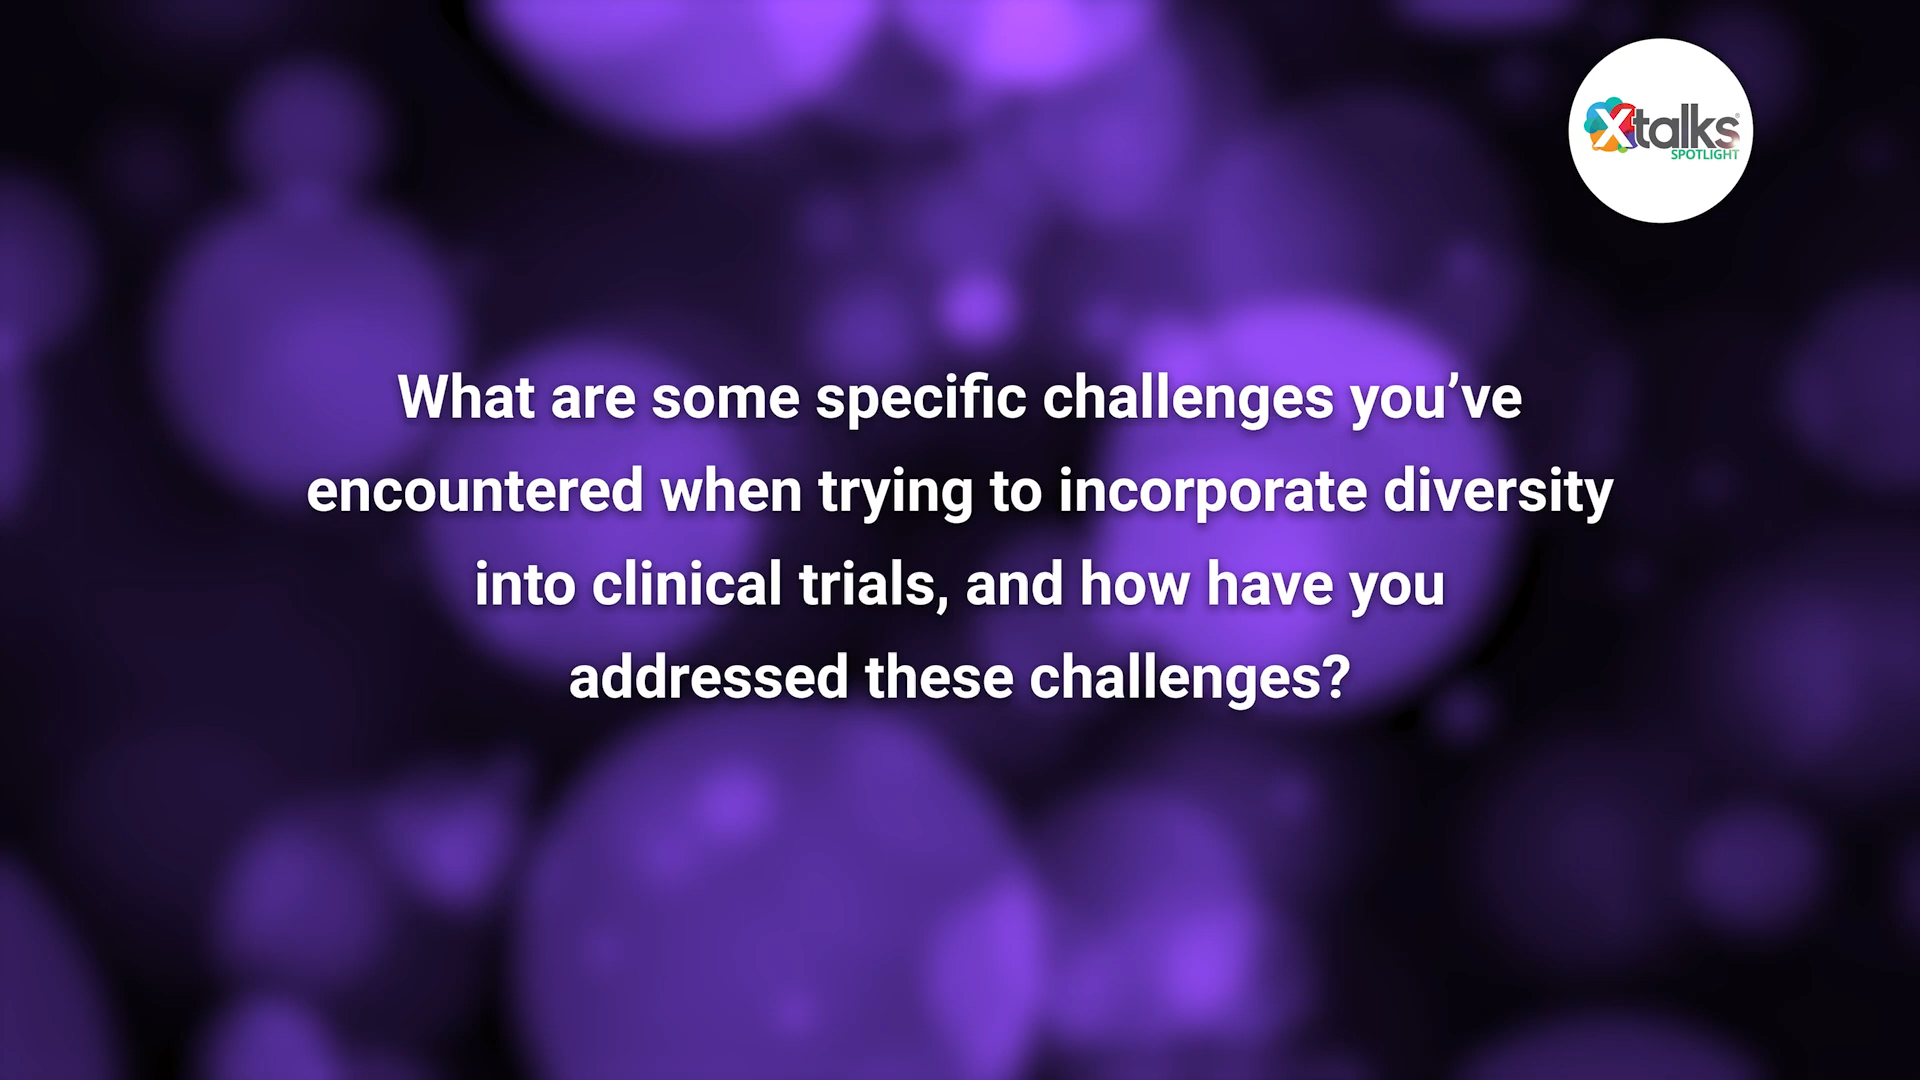 Xtalks
SPOTLIGHT
What are some specific challenges you’ve
encountered when trying to incorporate diversity
into clinical trials, and how have you
addressed these challenges?